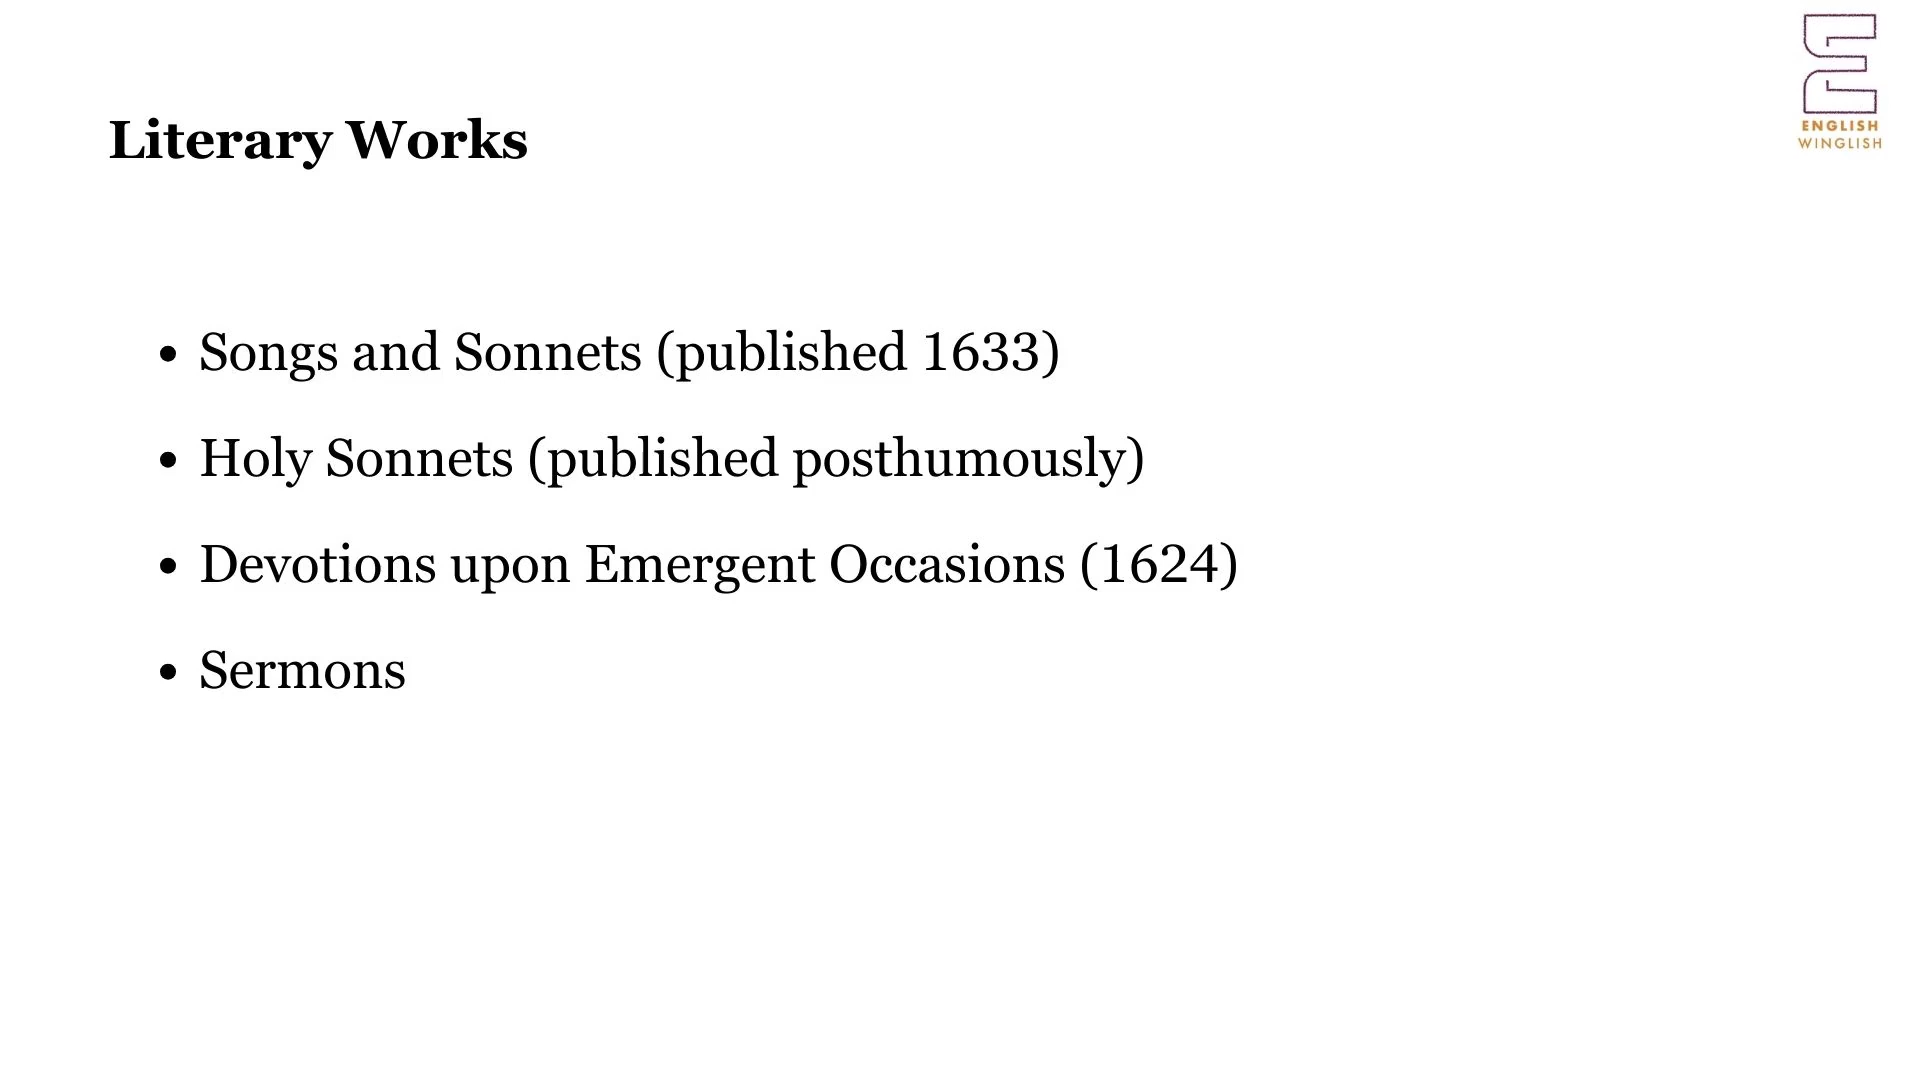 ENGLISH
WINGLISH
Literary Works
• Songs and Sonnets (published 1633)
• Holy Sonnets (published posthumously)
• Devotions upon Emergent Occasions (1624)
• Sermons